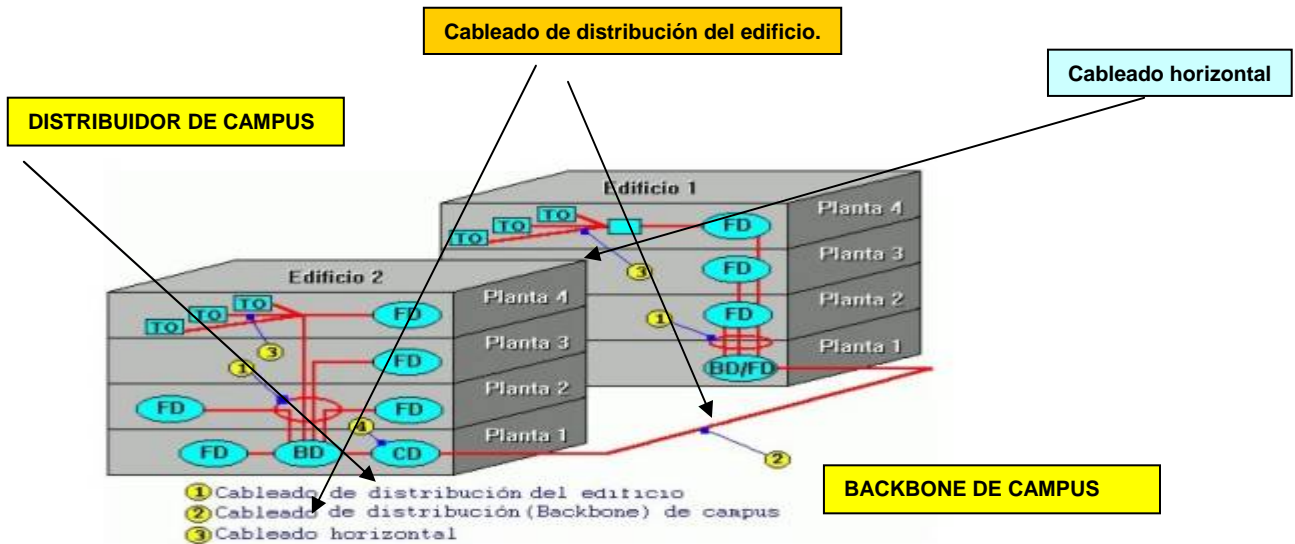 Cableado de distribución del edificio.
Cableado horizontal
DISTRIBUIDOR DE CAMPUS
Edificio 1
TO
TO
TO
FD
Planta 4
FD
Planta 3
3
FD
Planta 2
1
BD/FD
Planta 1
Edificio 2
TO
TO
TO
FD
Planta 4
3
FD
Planta 3
1
FD
FD
Planta 2
4
FD
BD
CD
Planta 1
2
BACKBONE DE CAMPUS
1 Cableado de distribución del edificio
2 Cableado de distribución (Backbone) de campus
3 Cableado horizontal